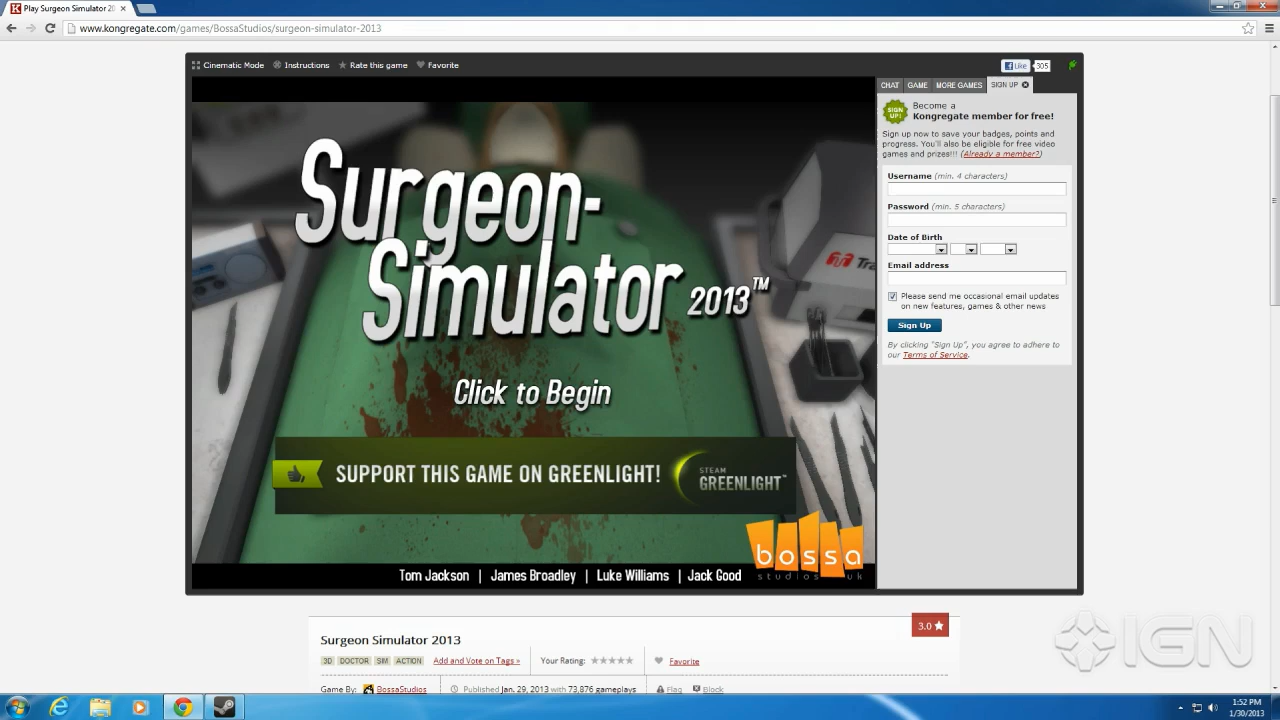 Play Surgeon Simulator 20
www.kongregate.com/games/BossaStudios/surgeon-simulator-2013
Cinematic Mode
Instructions
Rate this game
Favorite
Like
305
CHAT
GAME
MORE GAMES
SIGN UP
Surgeon-
Simulator 2013™
Tra
Click to Begin
SUPPORT THIS GAME ON GREENLIGHT!
STEAM
GREENLIGHT™
bossa
studios uk
Tom Jackson | James Broadley | Luke Williams | Jack Good
SIGN
UP!
Become a
Kongregate member for free!
Sign up now to save your badges, points and
progress. You'll also be eligible for free video
games and prizes!!! (Already a member?)
Username (min. 4 characters)
Password (min. 5 characters)
Date of Birth
Email address
Please send me occasional email updates
on new features, games & other news
Sign Up
By clicking "Sign Up", you agree to adhere to
our Terms of Service.
3.0
Surgeon Simulator 2013
3D DOCTOR SIM ACTION Add and Vote on Tags »
Your Rating:
Favorite
Game By: BossaStudios
Published Jan. 29, 2013 with 73,876 gameplays
Flag
Block
IGN
1:52 PM
1/30/2013